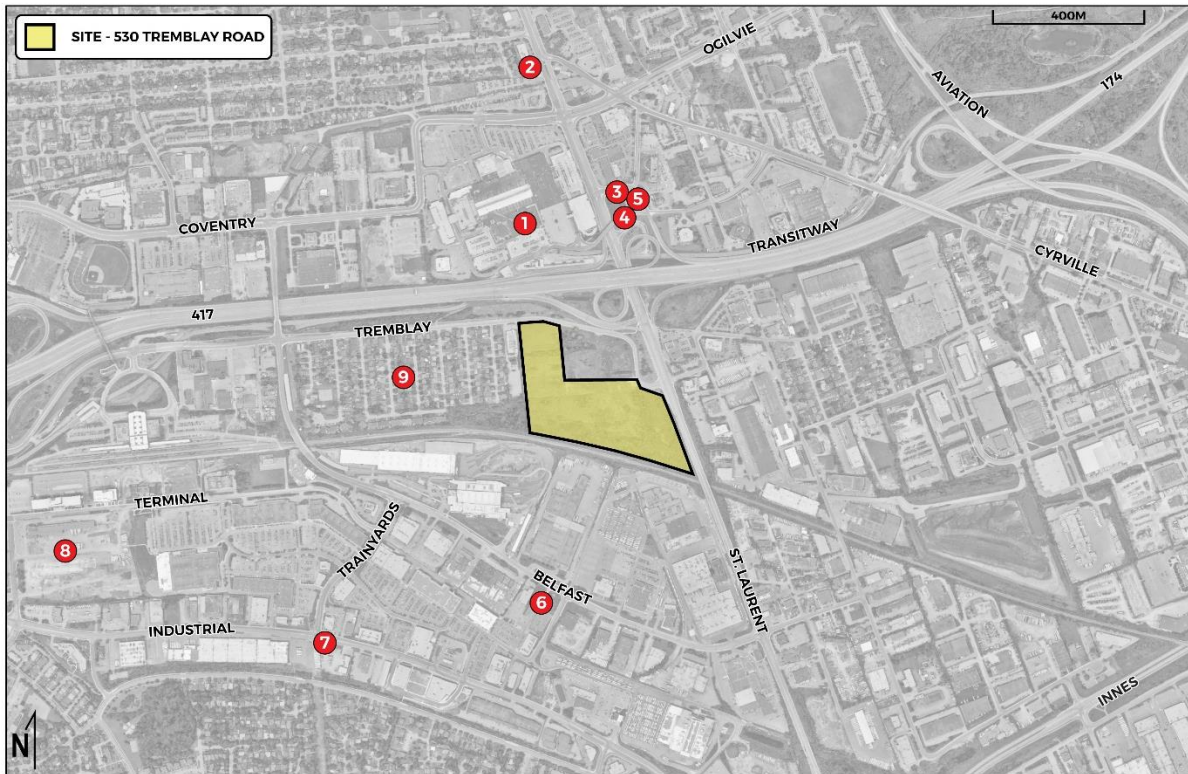 SITE - 530 TREMBLAY ROAD
400M
OGILVIE
2
AVIATION
174
3
5
4
1
COVENTRY
TRANSITWAY
CYRVILLE
417
TREMBLAY
9
TERMINAL
TRAINYARDS
8
BELFAST
6
ST. LAURENT
INDUSTRIAL
7
INNES
N